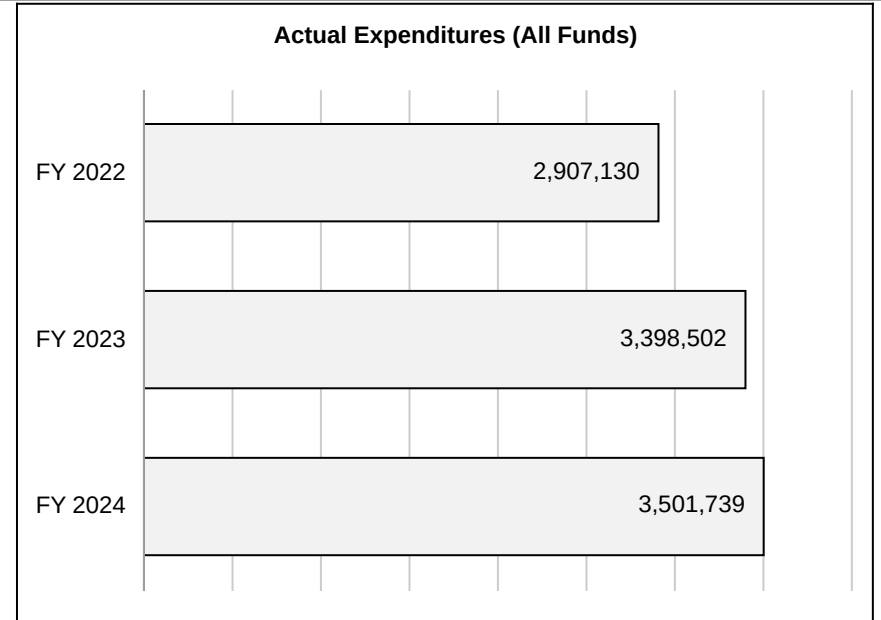 Actual Expenditures (All Funds)
FY 2022 2,907,130
FY 2023 3,398,502
FY 2024 3,501,739